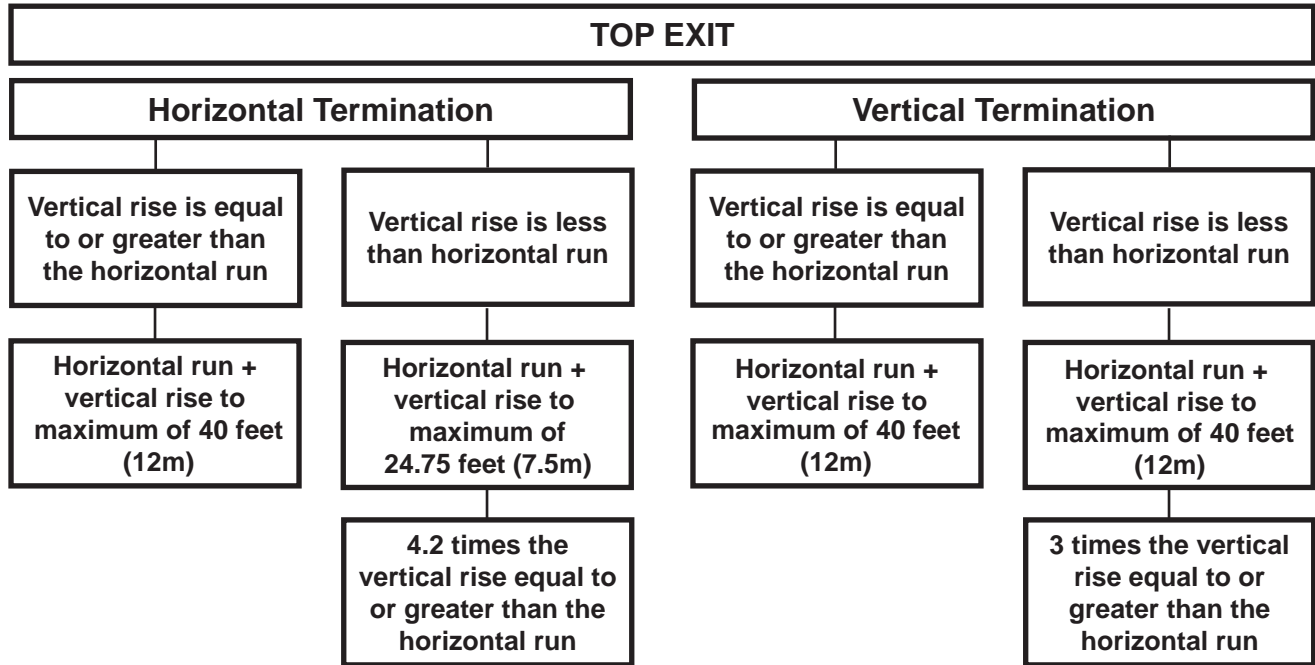 TOP EXIT
Horizontal Termination
Vertical Termination
Vertical rise is equal
to or greater than
the horizontal run
Vertical rise is less
than horizontal run
Vertical rise is equal
to or greater than
the horizontal run
Vertical rise is less
than horizontal run
Horizontal run +
vertical rise to
maximum of 40 feet
(12m)
Horizontal run +
vertical rise to
maximum of
24.75 feet (7.5m)
Horizontal run +
vertical rise to
maximum of 40 feet
(12m)
Horizontal run +
vertical rise to
maximum of 40 feet
(12m)
4.2 times the
vertical rise equal to
or greater than the
horizontal run
3 times the vertical
rise equal to or
greater than the
horizontal run